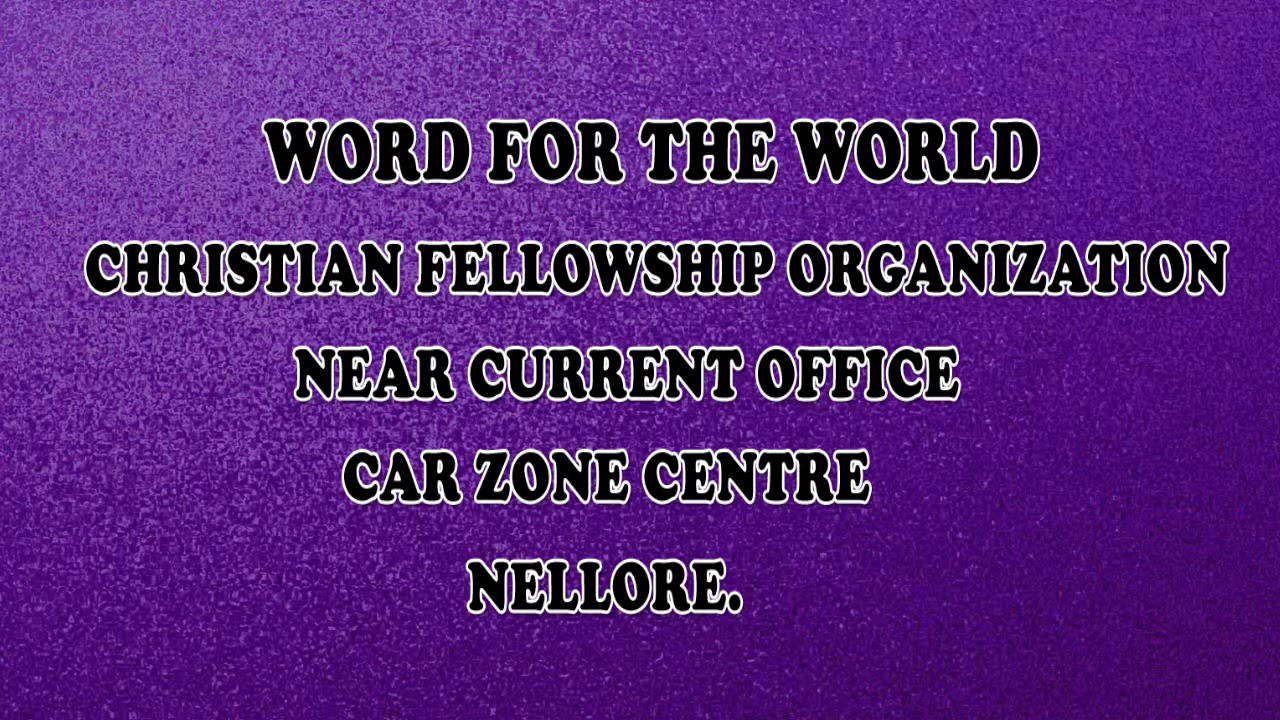 WORD FOR THE WORLD
CHRISTIAN FELLOWSHIP ORGANIZATION
NEAR CURRENT OFFICE
CAR ZONE CENTRE
NELLORE.